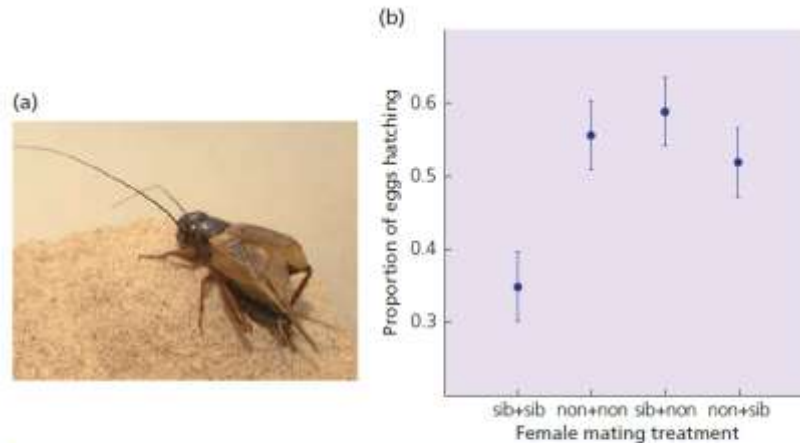 (a)
(b)
Proportion of eggs hatching
0.6
0.5
0.4
0.3
sib+sib non+non sib+non non+sib
Female mating treatment